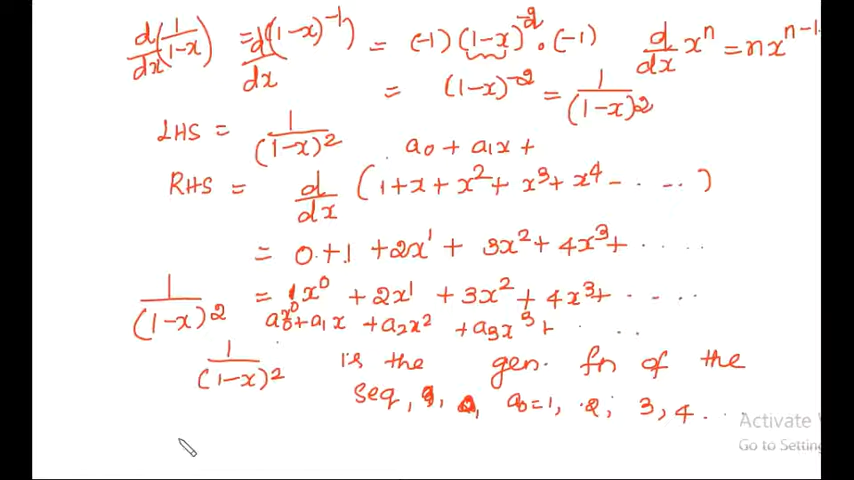 d/dx (1/1-x) = d/dx (1-x)^-1) = (-1) (1-x)^-2 · (-1) d/dx x^n = nx^n-1
= (1-x)^-2 = 1/(1-x)2
LHS = 1/(1-x)2 a0 + a1x +
RHS = d/dx (1+x+x^2+x^3+x^4 - .....)
= 0+1 +2x^1 + 3x^2+4x^3+ .....
1/(1-x)2 = 1x^0 +2x^1 +3x^2+4x^3+ .....
a0x^0+a1x +a2x^2 +a3x^3+ ...
1/(1-x)2 is the gen. fn of the
seq, a0=1, 2, 3, 4. ..
Activate
Go to Setting